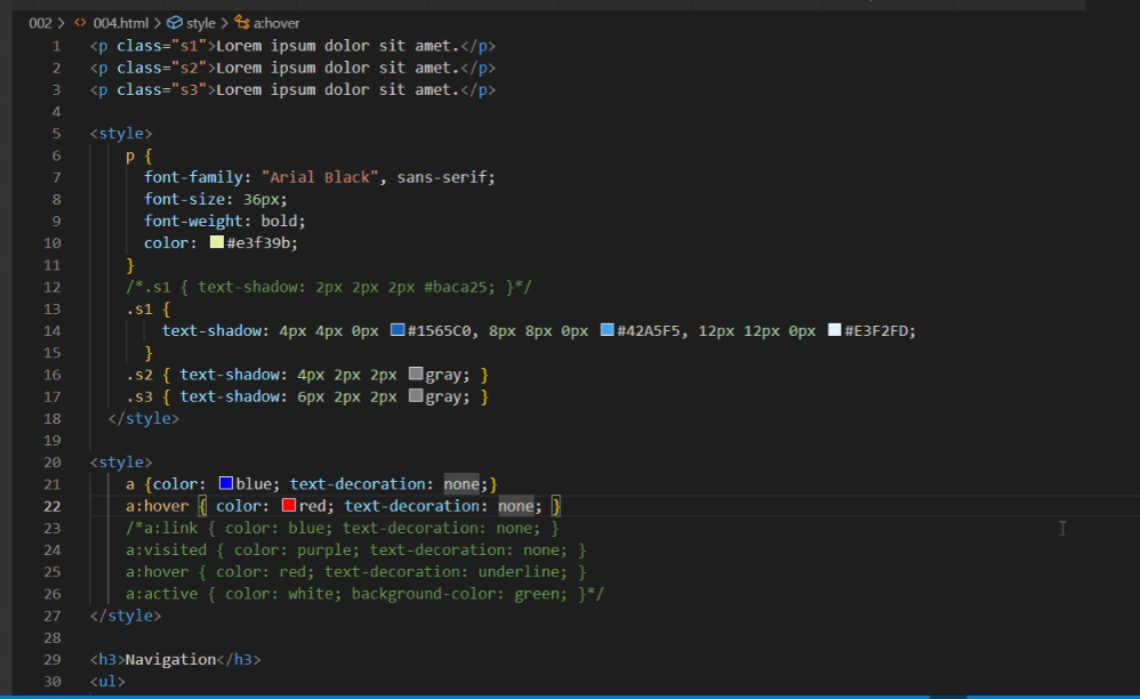 002 > 004.html > style > a:hover
1 <p class="s1">Lorem ipsum dolor sit amet.</p>
2 <p class="s2">Lorem ipsum dolor sit amet.</p>
3 <p class="s3">Lorem ipsum dolor sit amet.</p>
4
5 <style>
6 p {
7 font-family: "Arial Black", sans-serif;
8 font-size: 36px;
9 font-weight: bold;
10 color: #e3f39b;
11 }
12 /*.s1 { text-shadow: 2px 2px 2px #baca25; }*/
13 .s1 {
14 text-shadow: 4px 4px 0px #1565C0, 8px 8px 0px #42A5F5, 12px 12px 0px #E3F2FD;
15 }
16 .s2 { text-shadow: 4px 2px 2px gray; }
17 .s3 { text-shadow: 6px 2px 2px gray; }
18 </style>
19
20 <style>
21 a {color: blue; text-decoration: none;}
22 a:hover { color: red; text-decoration: none; }
23 /*a:link { color: blue; text-decoration: none; }
24 a:visited { color: purple; text-decoration: none; }
25 a:hover { color: red; text-decoration: underline; }
26 a:active { color: white; background-color: green; }*/
27 </style>
28
29 <h3>Navigation</h3>
30 <ul>